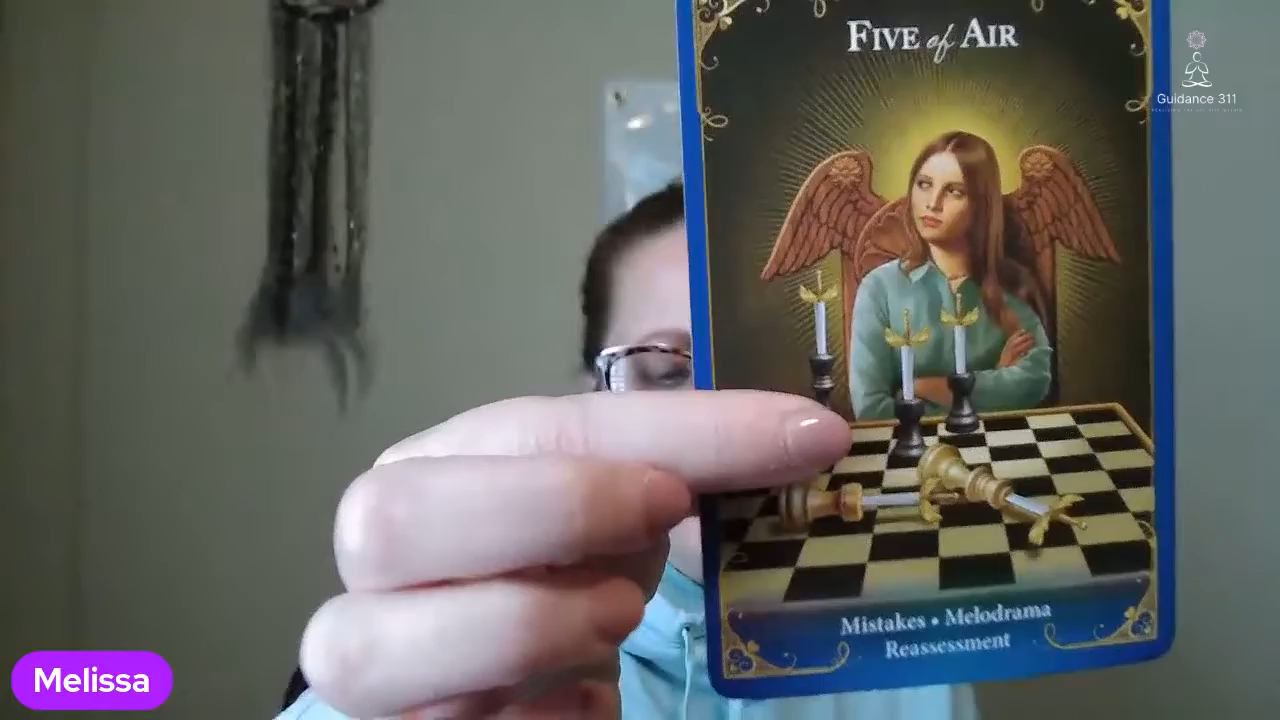 FIVE of AIR
Guidance 311
Mistakes • Melodrama
Reassessment
Melissa